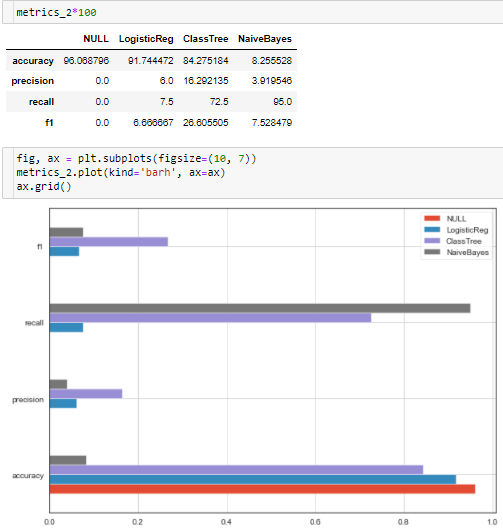 metrics_2*100
NULL LogisticReg ClassTree NaiveBayes
accuracy 96.068796 91.744472 84.275184 8.255528
precision 0.0 6.0 16.292135 3.919546
recall 0.0 7.5 72.5 95.0
f1 0.0 6.666667 26.605505 7.528479
fig, ax = plt.subplots(figsize=(10, 7))
metrics_2.plot(kind='barh', ax=ax)
ax.grid()
NULL
LogisticReg
ClassTree
NaiveBayes
f1
recall
precision
accuracy
0.0 0.2 0.4 0.6 0.8 1.0